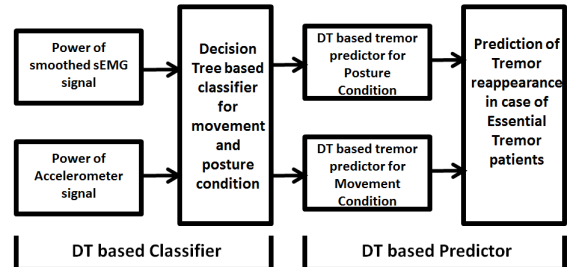 Power of
smoothed sEMG
signal
Power of
Accelerometer
signal
Decision
Tree based
classifier
for
movement
and
posture
condition
DT based tremor
predictor for
Posture
Condition
DT based tremor
predictor for
Movement
Condition
Prediction of
Tremor
reappearance
in case of
Essential
Tremor
patients
DT based Classifier
DT based Predictor